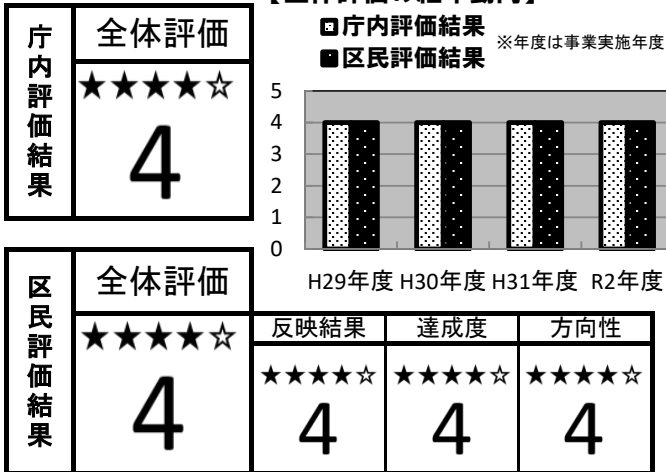 庁内評価結果
全体評価
★★★★☆
4
庁内評価結果
区民評価結果
※年度は事業実施年度
5
4
3
2
1
0
H29年度 H30年度 H31年度 R2年度
区民評価結果
全体評価
★★★★☆
4
反映結果 達成度 方向性
★★★★☆ ★★★★☆ ★★★★☆
4 4 4